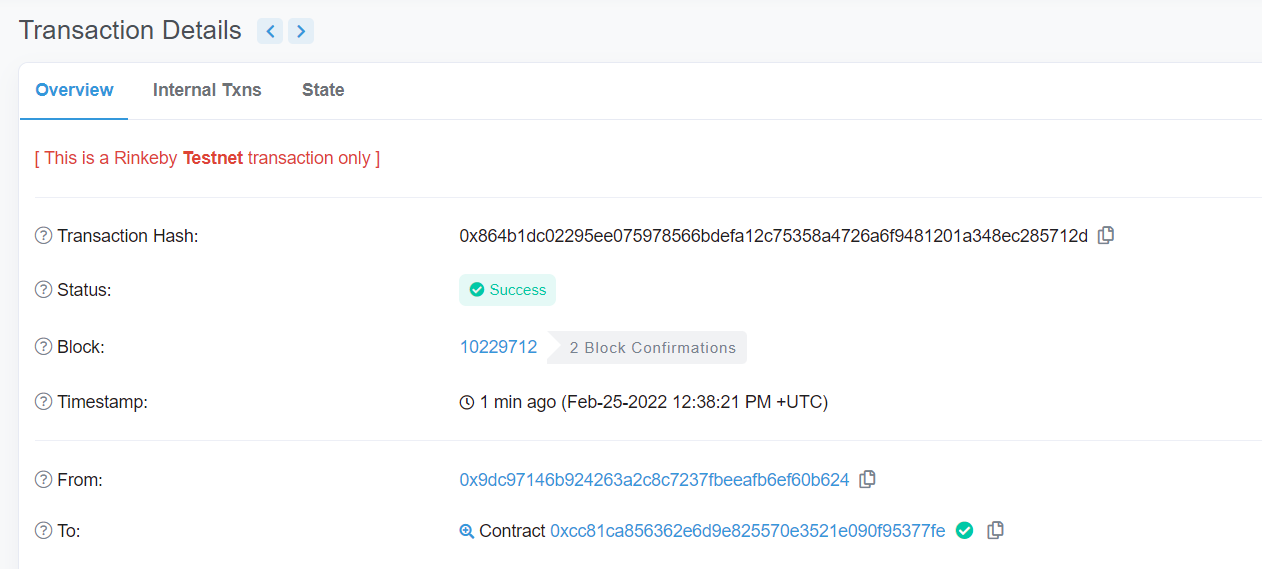 Transaction Details
Overview Internal Txns State
[ This is a Rinkeby Testnet transaction only ]
Transaction Hash: 0x864b1dc02295ee075978566bdefa12c75358a4726a6f9481201a348ec285712d
Status: Success
Block: 10229712 2 Block Confirmations
Timestamp: 1 min ago (Feb-25-2022 12:38:21 PM +UTC)
From: 0x9dc97146b924263a2c8c7237fbeeafb6ef60b624
To: Contract 0xcc81ca856362e6d9e825570e3521e090f95377fe